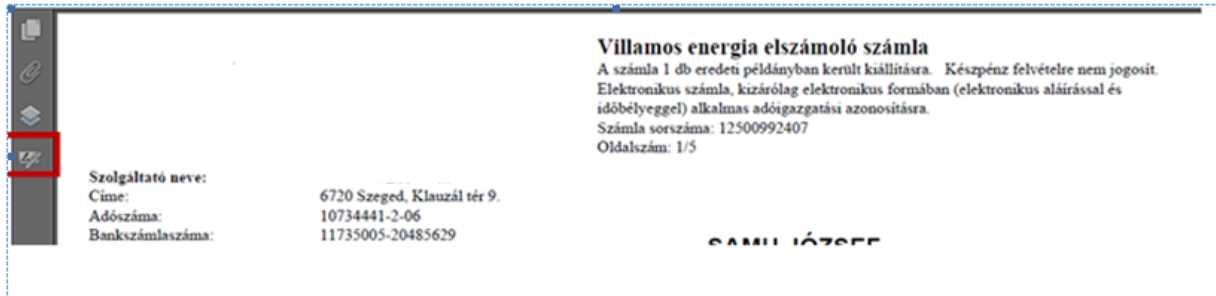 Villamos energia elszámoló számla
A számla 1 db eredeti példányban került kiállításra. Készpénz felvételre nem jogosít.
Elektronikus számla, kizárólag elektronikus formában (elektronikus aláírással és
időbélyeggel) alkalmas adóigazgatási azonosításra.
Számla sorszáma: 12500992407
Oldalszám: 1/5
Szolgáltató neve:
Címe: 6720 Szeged, Klauzál tér 9.
Adószáma: 10734441-2-06
Bankszámlaszáma: 11735005-20485629
SAMU JÓZSEF